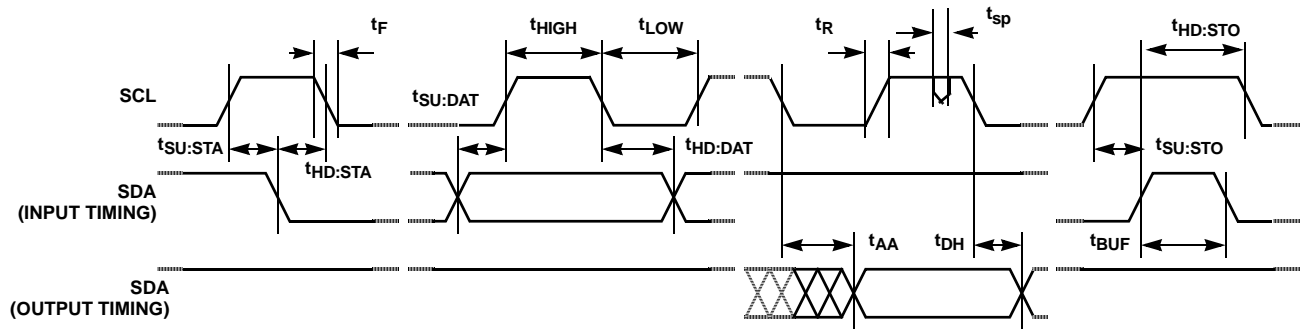 tF
tHIGH
tLOW
tR
tsp
tHD:STO
SCL
tSU:DAT
tSU:STA
tHD:STA
tHD:DAT
tSU:STO
SDA
(INPUT TIMING)
tAA
tDH
tBUF
SDA
(OUTPUT TIMING)